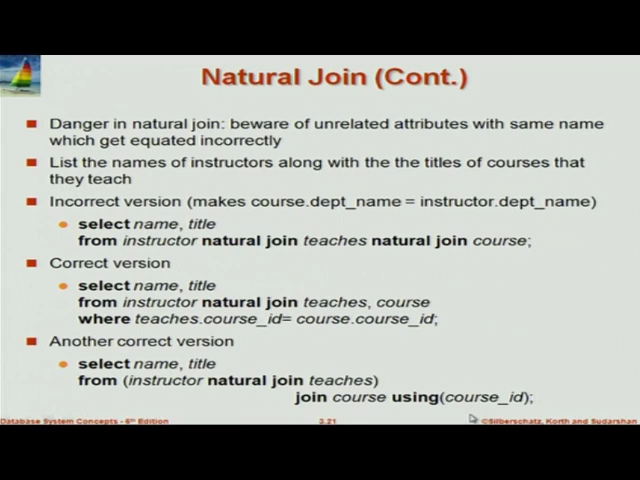 Natural Join (Cont.)
Danger in natural join: beware of unrelated attributes with same name
which get equated incorrectly
List the names of instructors along with the the titles of courses that
they teach
Incorrect version (makes course.dept_name = instructor.dept_name)
select name, title
from instructor natural join teaches natural join course;
Correct version
select name, title
from instructor natural join teaches, course
where teaches.course_id= course.course_id;
Another correct version
select name, title
from (instructor natural join teaches)
join course using(course_id);
Database System Concepts - 6th Edition 3.21 ©Silberschatz, Korth and Sudarshan